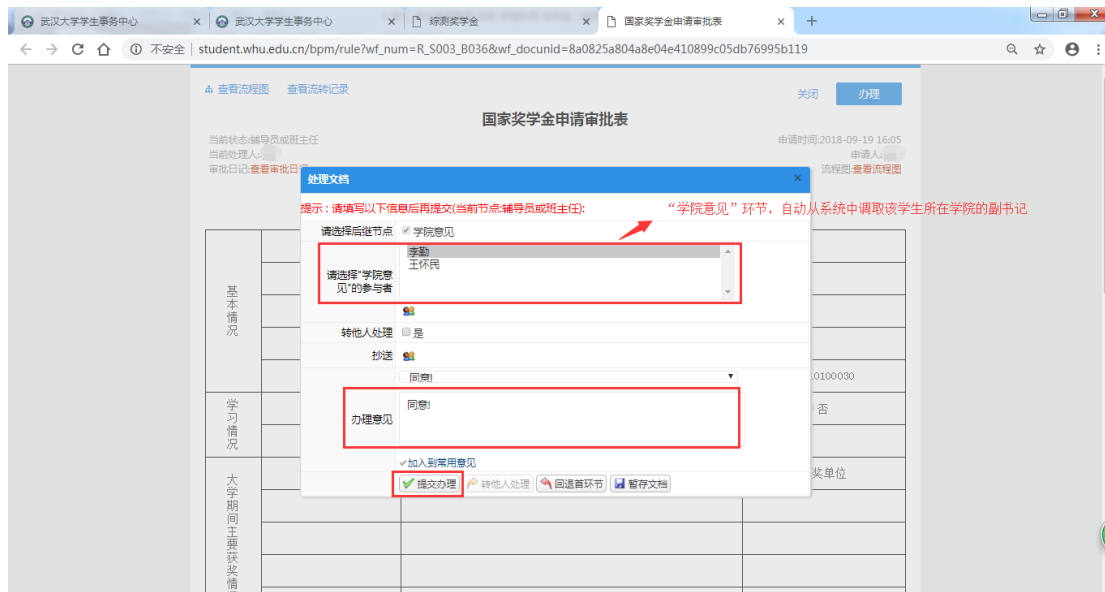 武汉大学学生事务中心
武汉大学学生事务中心
综测奖学金
国家奖学金申请审批表
不安全 student.whu.edu.cn/bpm/rule?wf_num=R_S003_B036&wf_docunid=8a0825a804a8e04e410899c05db76995b119
查看流程图 查看流转记录
关闭 办理
国家奖学金申请审批表
当前状态:辅导员或班主任
申请时间:2018-09-19 16:05
当前处理人:
申请人:
审批日记:查看审批日
流程图:查看流程图
处理文档
提示：请填写以下信息后再提交(当前节点:辅导员或班主任):
“学院意见”环节，自动从系统中调取该学生所在学院的副书记
请选择后继节点 学院意见
李勤
王怀民
请选择"学院意
见"的参与者
基本情况
转他人处理 是
抄送
同意!
0100030
办理意见
同意!
学习情况
否
加入到常用意见
提交办理 转他人处理 回退首环节 暂存文档
奖单位
大学期间主要获奖情